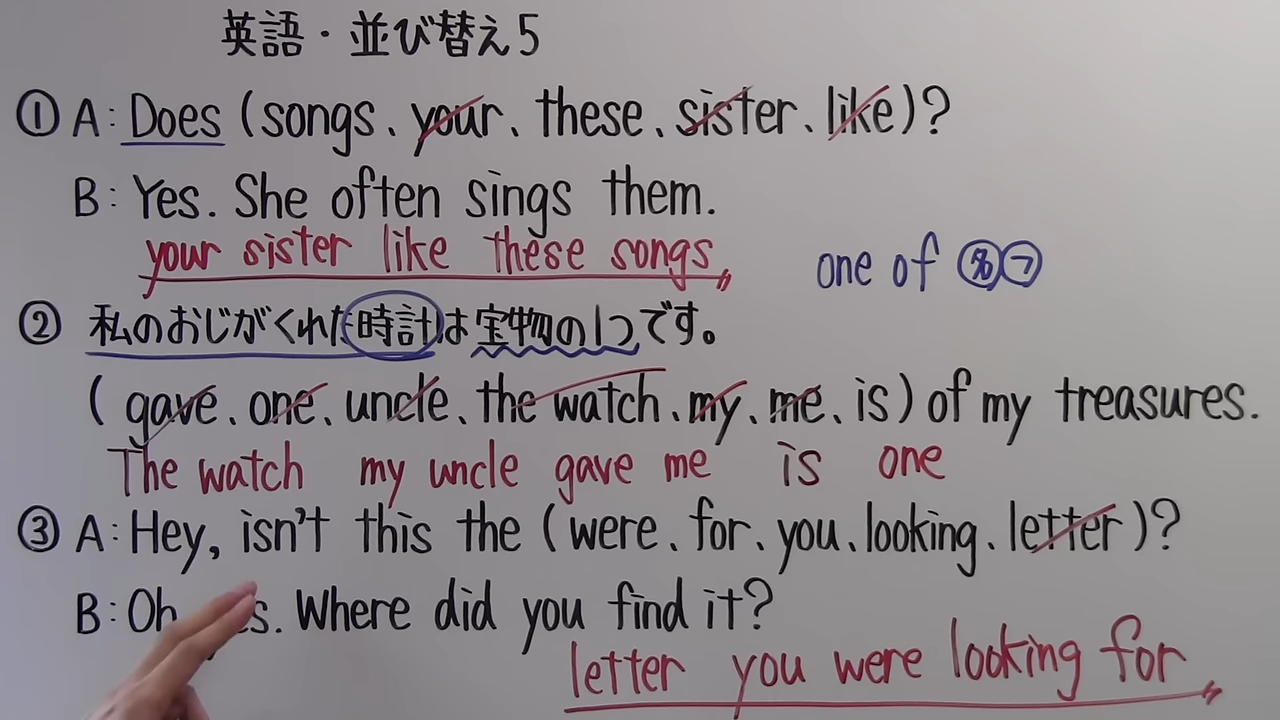 英語・並び替え5
① A: Does (songs、your、these、sister、like)?
B: Yes. She often sings them.
your sister like these songs
one of 複㋐
② 私のおじがくれた時計は宝物の1つです。
(gave、one、uncle、the watch、my、me、is) of my treasures.
The watch my uncle gave me is one
③ A: Hey, isn't this the (were、for、you、looking、letter)?
B: Oh, Where did you find it?
letter you were looking for